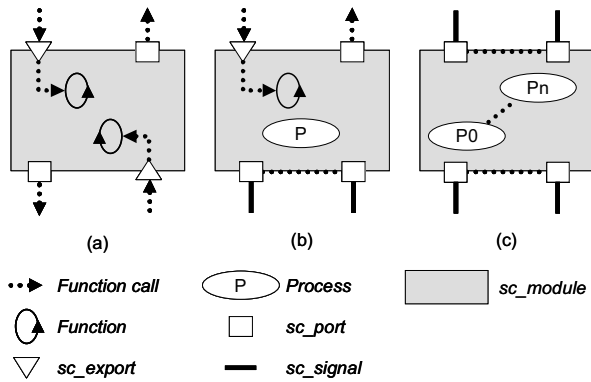 Pn
P
P0
(a)
(b)
(c)
Function call
P
Process
sc_module
Function
sc_port
sc_export
sc_signal